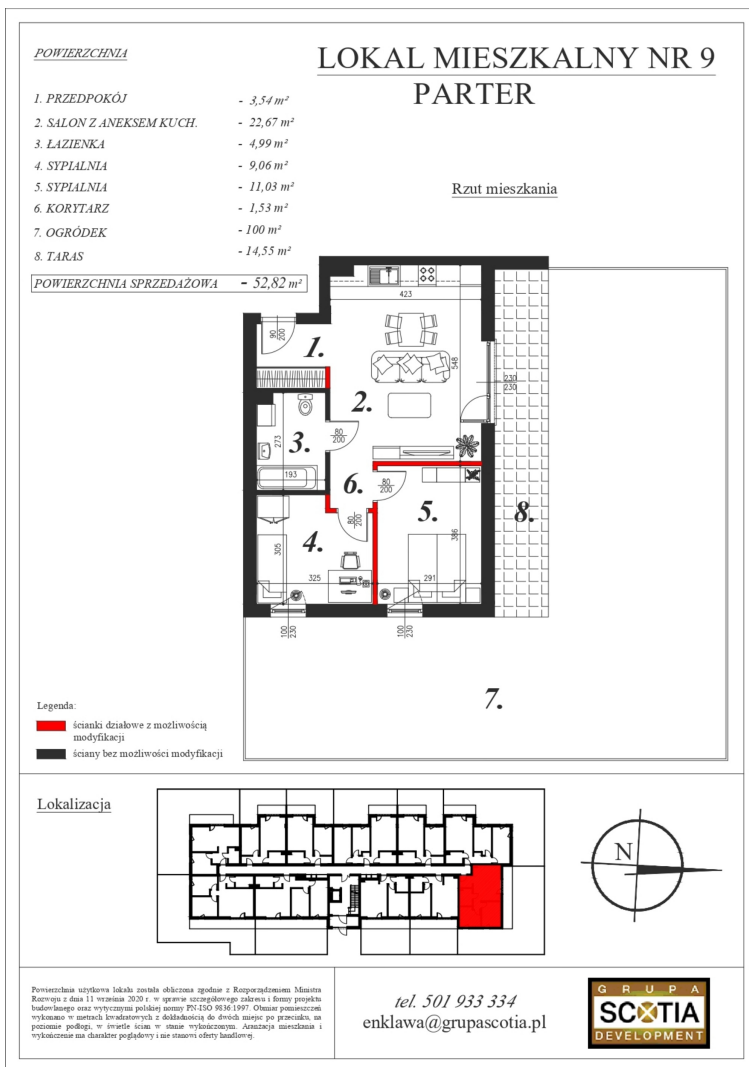 POWIERZCHNIA
LOKAL MIESZKALNY NR 9
PARTER
1. PRZEDPOKÓJ - 3,54 m²
2. SALON Z ANEKSEM KUCH. - 22,67 m²
3. ŁAZIENKA - 4,99 m²
4. SYPIALNIA - 9,06 m²
5. SYPIALNIA - 11,03 m²
6. KORYTARZ - 1,53 m²
7. OGRÓDEK - 100 m²
8. TARAS - 14,55 m²
POWIERZCHNIA SPRZEDAŻOWA - 52,82 m²
Rzut mieszkania
423
90
200
1.
548
230
230
2.
80
200
3.
273
193
6.
80
200
5.
8.
80
200
4.
386
305
325
291
100
230
100
230
7.
Legenda:
ścianki działowe z możliwością
modyfikacji
ściany bez możliwości modyfikacji
Lokalizacja
N
Powierzchnia użytkowa lokalu została obliczona zgodnie z Rozporządzeniem Ministra
Rozwoju z dnia 11 września 2020 r. w sprawie szczegółowego zakresu i formy projektu
budowlanego oraz wytycznymi polskiej normy PN-ISO 9836:1997. Obmiar pomieszczeń
wykonano w metrach kwadratowych z dokładnością do dwóch miejsc po przecinku, na
poziomie podłogi, w świetle ścian w stanie wykończonym. Aranżacja mieszkania i
wykończenie ma charakter poglądowy i nie stanowi oferty handlowej.
tel. 501 933 334
enklawa@grupascotia.pl
GRUPA
SCOTIA
DEVELOPMENT